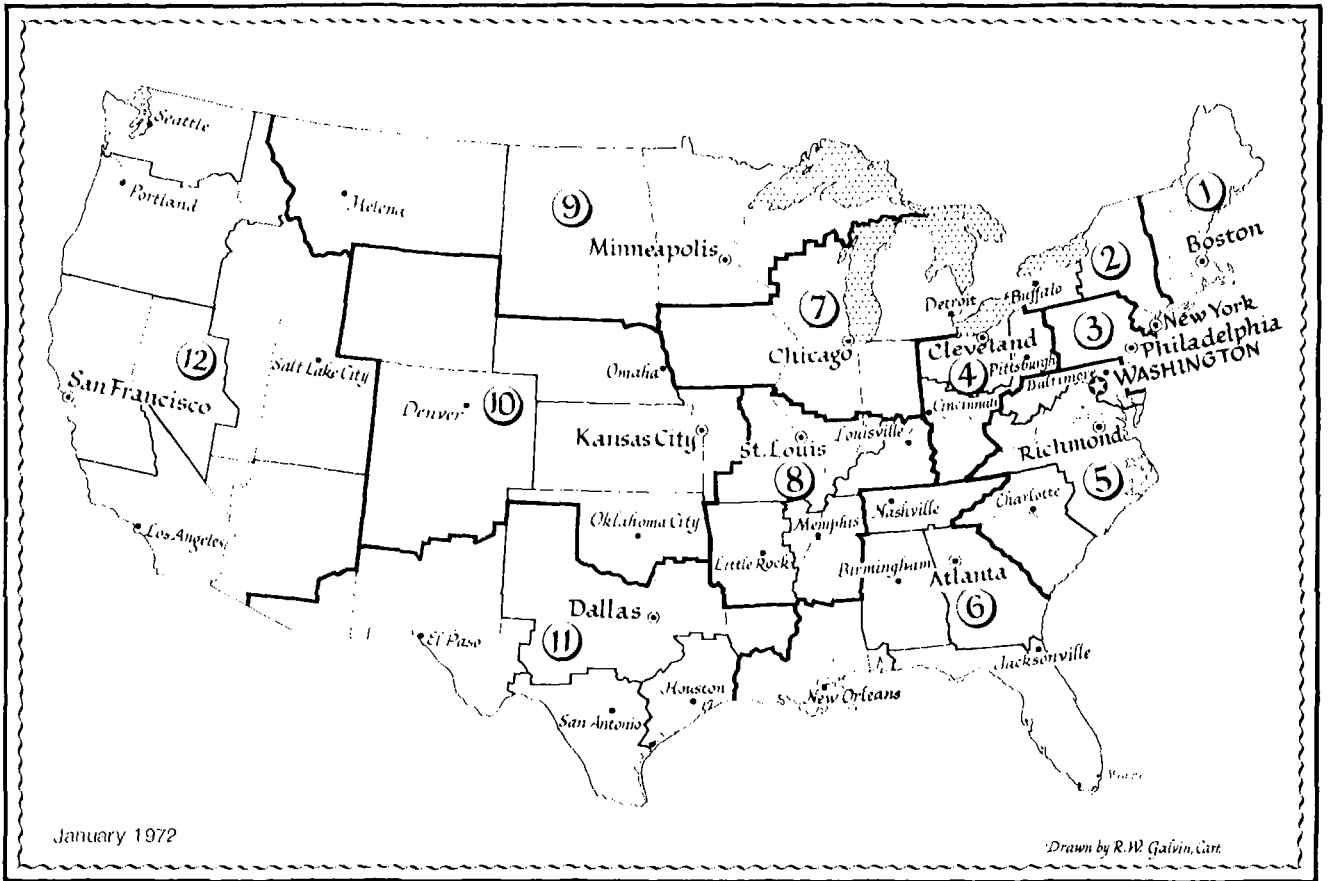 Seattle
Portland
Helena
9
Minneapolis
1
Boston
2
Detroit
Buffalo
7
3
New York
Philadelphia
Cleveland
Pittsburgh
4
Baltimore
WASHINGTON
Chicago
12
Salt Lake City
San Francisco
Omaha
Denver
10
Cincinnati
Kansas City
St. Louis
Louisville
Richmond
8
5
Charlotte
Nashville
Memphis
Oklahoma City
Los Angeles
Little Rock
Birmingham
Atlanta
6
Dallas
11
El Paso
Jacksonville
Houston
New Orleans
San Antonio
Miami
January 1972
Drawn by R.W. Galvin, Cart.